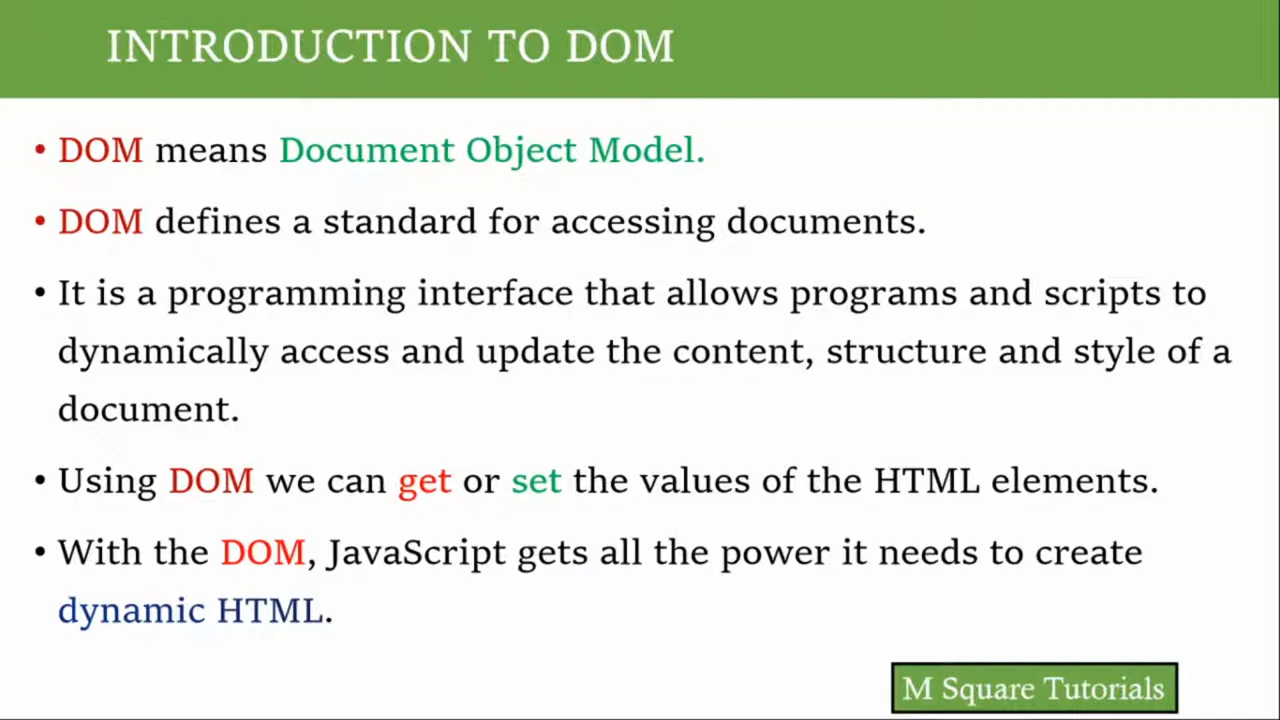 INTRODUCTION TO DOM
• DOM means Document Object Model.
• DOM defines a standard for accessing documents.
• It is a programming interface that allows programs and scripts to
dynamically access and update the content, structure and style of a
document.
• Using DOM we can get or set the values of the HTML elements.
• With the DOM, JavaScript gets all the power it needs to create
dynamic HTML.
M Square Tutorials